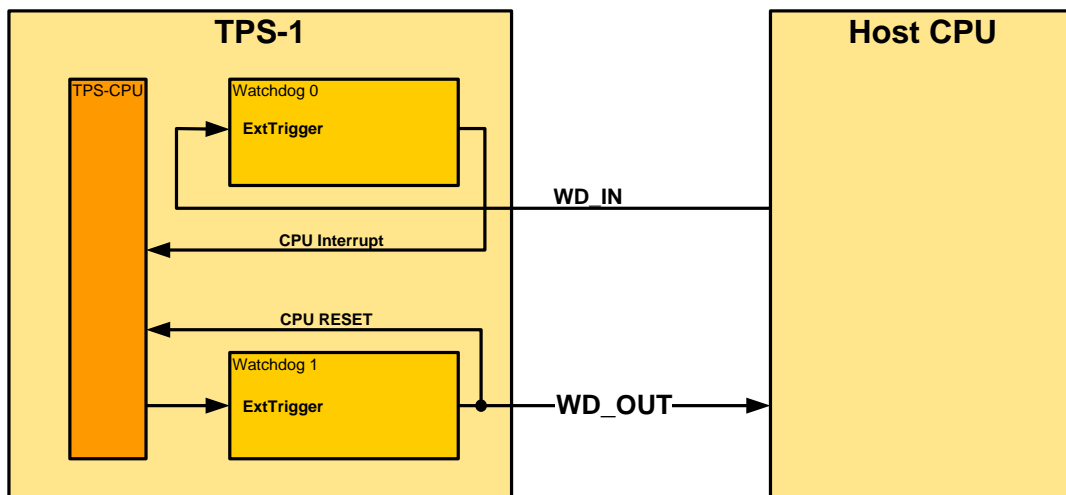 TPS-1
Host CPU
TPS-CPU
Watchdog 0
ExtTrigger
WD_IN
CPU Interrupt
CPU RESET
Watchdog 1
ExtTrigger
WD_OUT